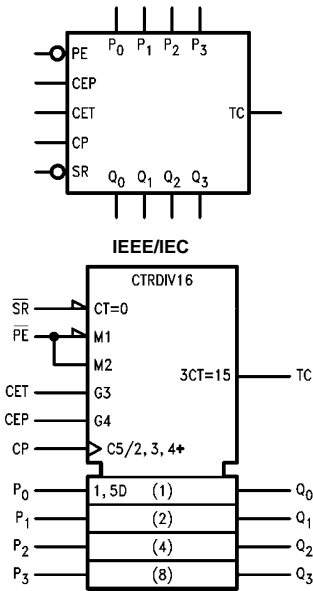 P0 P1 P2 P3
PE
CEP
CET TC
CP
SR
Q0 Q1 Q2 Q3
IEEE/IEC
CTRDIV16
S̅R̅ CT=0
P̅E̅ M1
M2
3CT=15 TC
CET G3
CEP G4
CP C5/2,3,4+
P0 1,5D (1) Q0
P1 (2) Q1
P2 (4) Q2
P3 (8) Q3